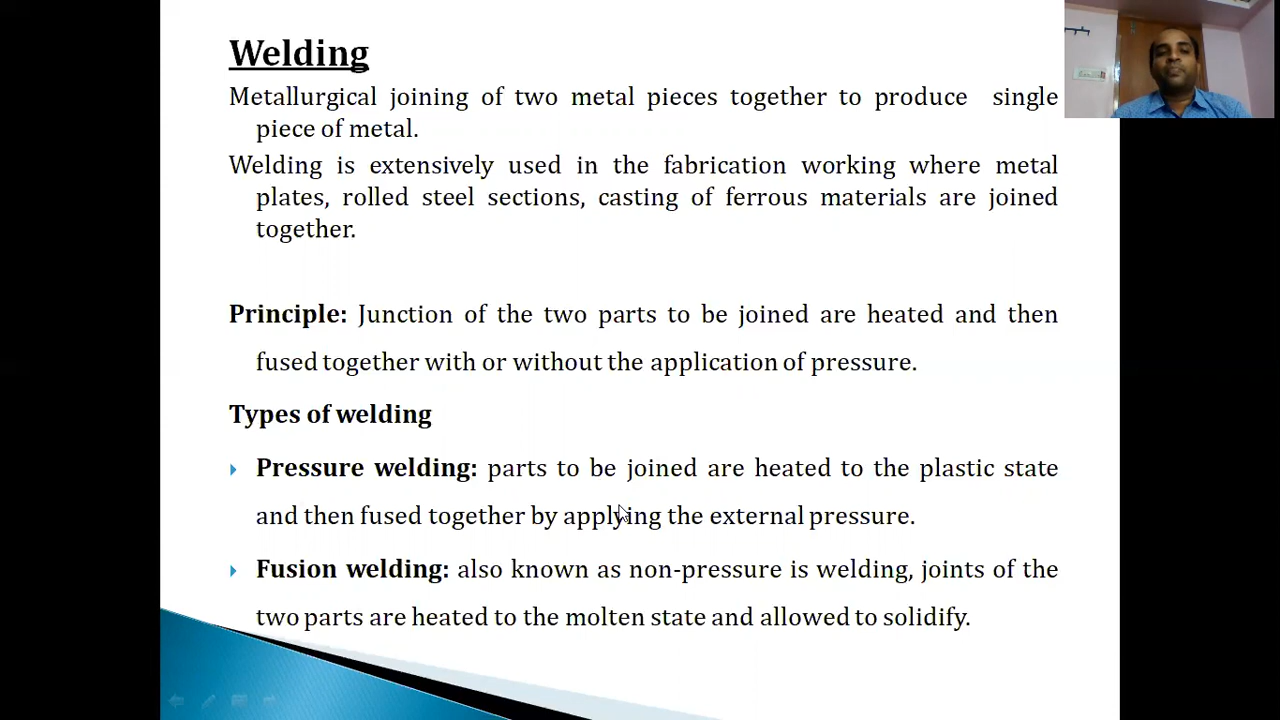 Welding
Metallurgical joining of two metal pieces together to produce single
piece of metal.
Welding is extensively used in the fabrication working where metal
plates, rolled steel sections, casting of ferrous materials are joined
together.
Principle: Junction of the two parts to be joined are heated and then
fused together with or without the application of pressure.
Types of welding
Pressure welding: parts to be joined are heated to the plastic state
and then fused together by applying the external pressure.
Fusion welding: also known as non-pressure is welding, joints of the
two parts are heated to the molten state and allowed to solidify.